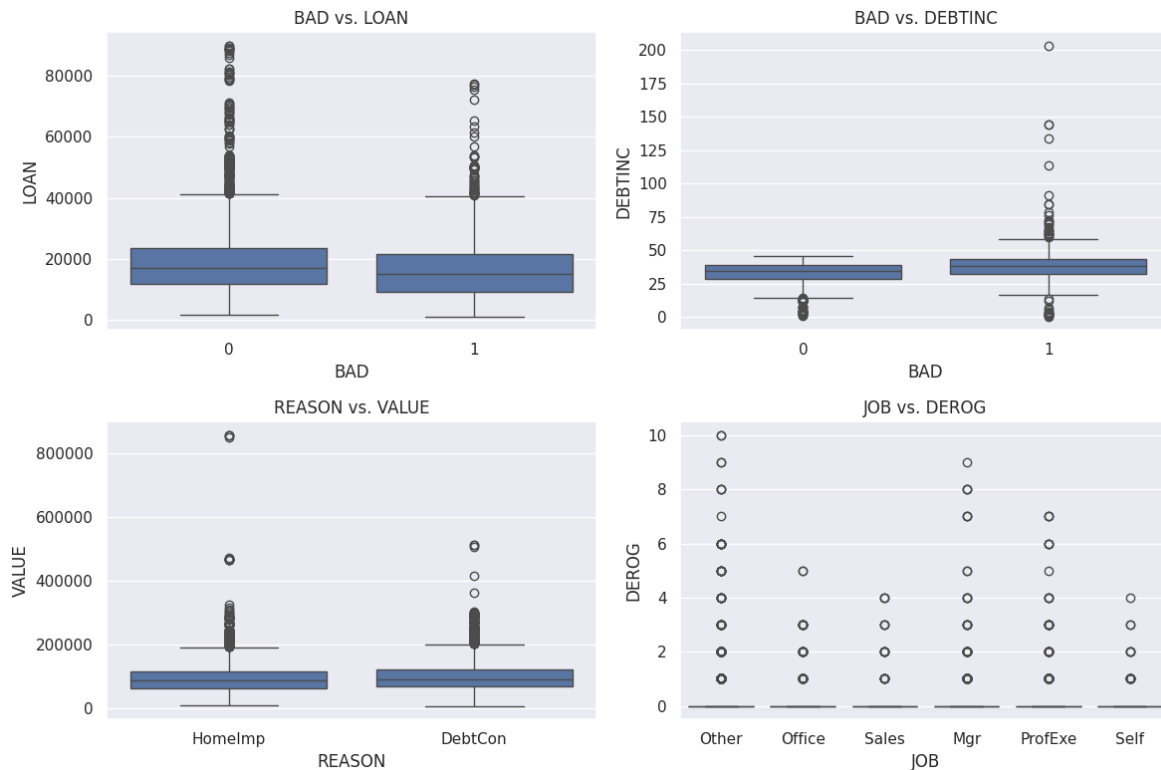 BAD vs. LOAN
80000
60000
40000
20000
0
LOAN
0 1
BAD
BAD vs. DEBTINC
200
175
150
125
100
75
50
25
0
DEBTINC
0 1
BAD
REASON vs. VALUE
800000
600000
400000
200000
0
VALUE
HomeImp DebtCon
REASON
JOB vs. DEROG
10
8
6
4
2
0
DEROG
Other Office Sales Mgr ProfExe Self
JOB